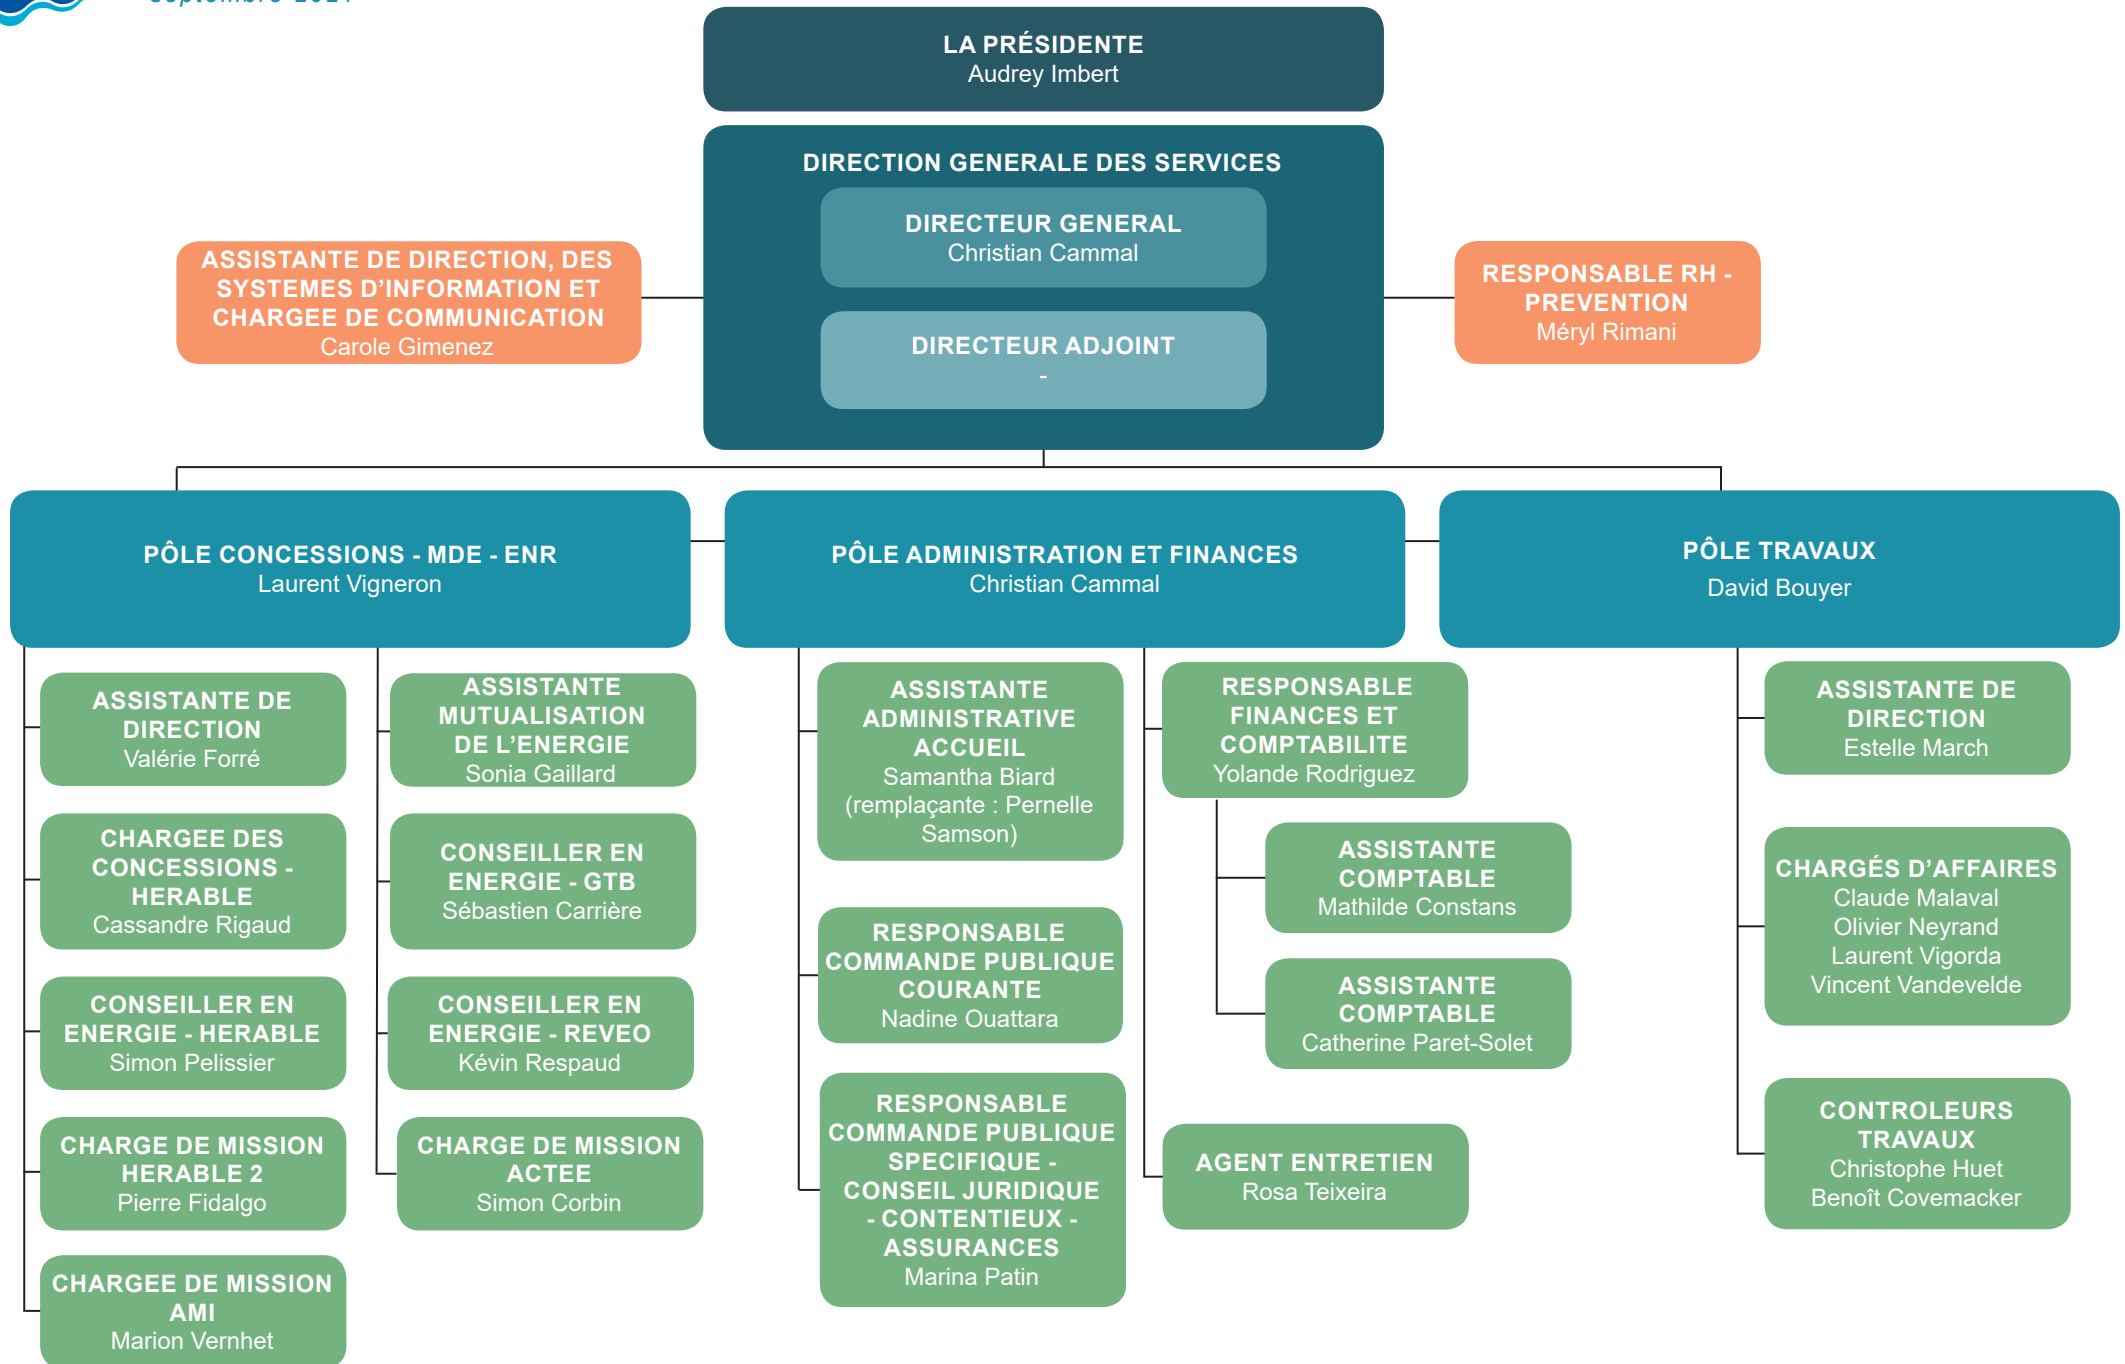 LA PRÉSIDENTE
Audrey Imbert
DIRECTION GENERALE DES SERVICES
DIRECTEUR GENERAL
Christian Cammal
DIRECTEUR ADJOINT
-
ASSISTANTE DE DIRECTION, DES
SYSTEMES D’INFORMATION ET
CHARGEE DE COMMUNICATION
Carole Gimenez
RESPONSABLE RH -
PREVENTION
Méryl Rimani
PÔLE CONCESSIONS - MDE - ENR
Laurent Vigneron
PÔLE ADMINISTRATION ET FINANCES
Christian Cammal
PÔLE TRAVAUX
David Bouyer
ASSISTANTE DE
DIRECTION
Valérie Forré
CHARGEE DES
CONCESSIONS -
HERABLE
Cassandre Rigaud
CONSEILLER EN
ENERGIE - HERABLE
Simon Pelissier
CHARGE DE MISSION
HERABLE 2
Pierre Fidalgo
CHARGEE DE MISSION
AMI
Marion Vernhet
ASSISTANTE
MUTUALISATION
DE L’ENERGIE
Sonia Gaillard
CONSEILLER EN
ENERGIE - GTB
Sébastien Carrière
CONSEILLER EN
ENERGIE - REVEO
Kévin Respaud
CHARGE DE MISSION
ACTEE
Simon Corbin
ASSISTANTE
ADMINISTRATIVE
ACCUEIL
Samantha Biard
(remplaçante : Pernelle
Samson)
RESPONSABLE
COMMANDE PUBLIQUE
COURANTE
Nadine Ouattara
RESPONSABLE
COMMANDE PUBLIQUE
SPECIFIQUE -
CONSEIL JURIDIQUE
- CONTENTIEUX -
ASSURANCES
Marina Patin
RESPONSABLE
FINANCES ET
COMPTABILITE
Yolande Rodriguez
ASSISTANTE
COMPTABLE
Mathilde Constans
ASSISTANTE
COMPTABLE
Catherine Paret-Solet
AGENT ENTRETIEN
Rosa Teixeira
ASSISTANTE DE
DIRECTION
Estelle March
CHARGÉS D’AFFAIRES
Claude Malaval
Olivier Neyrand
Laurent Vigorda
Vincent Vandevelde
CONTROLEURS
TRAVAUX
Christophe Huet
Benoît Covemacker